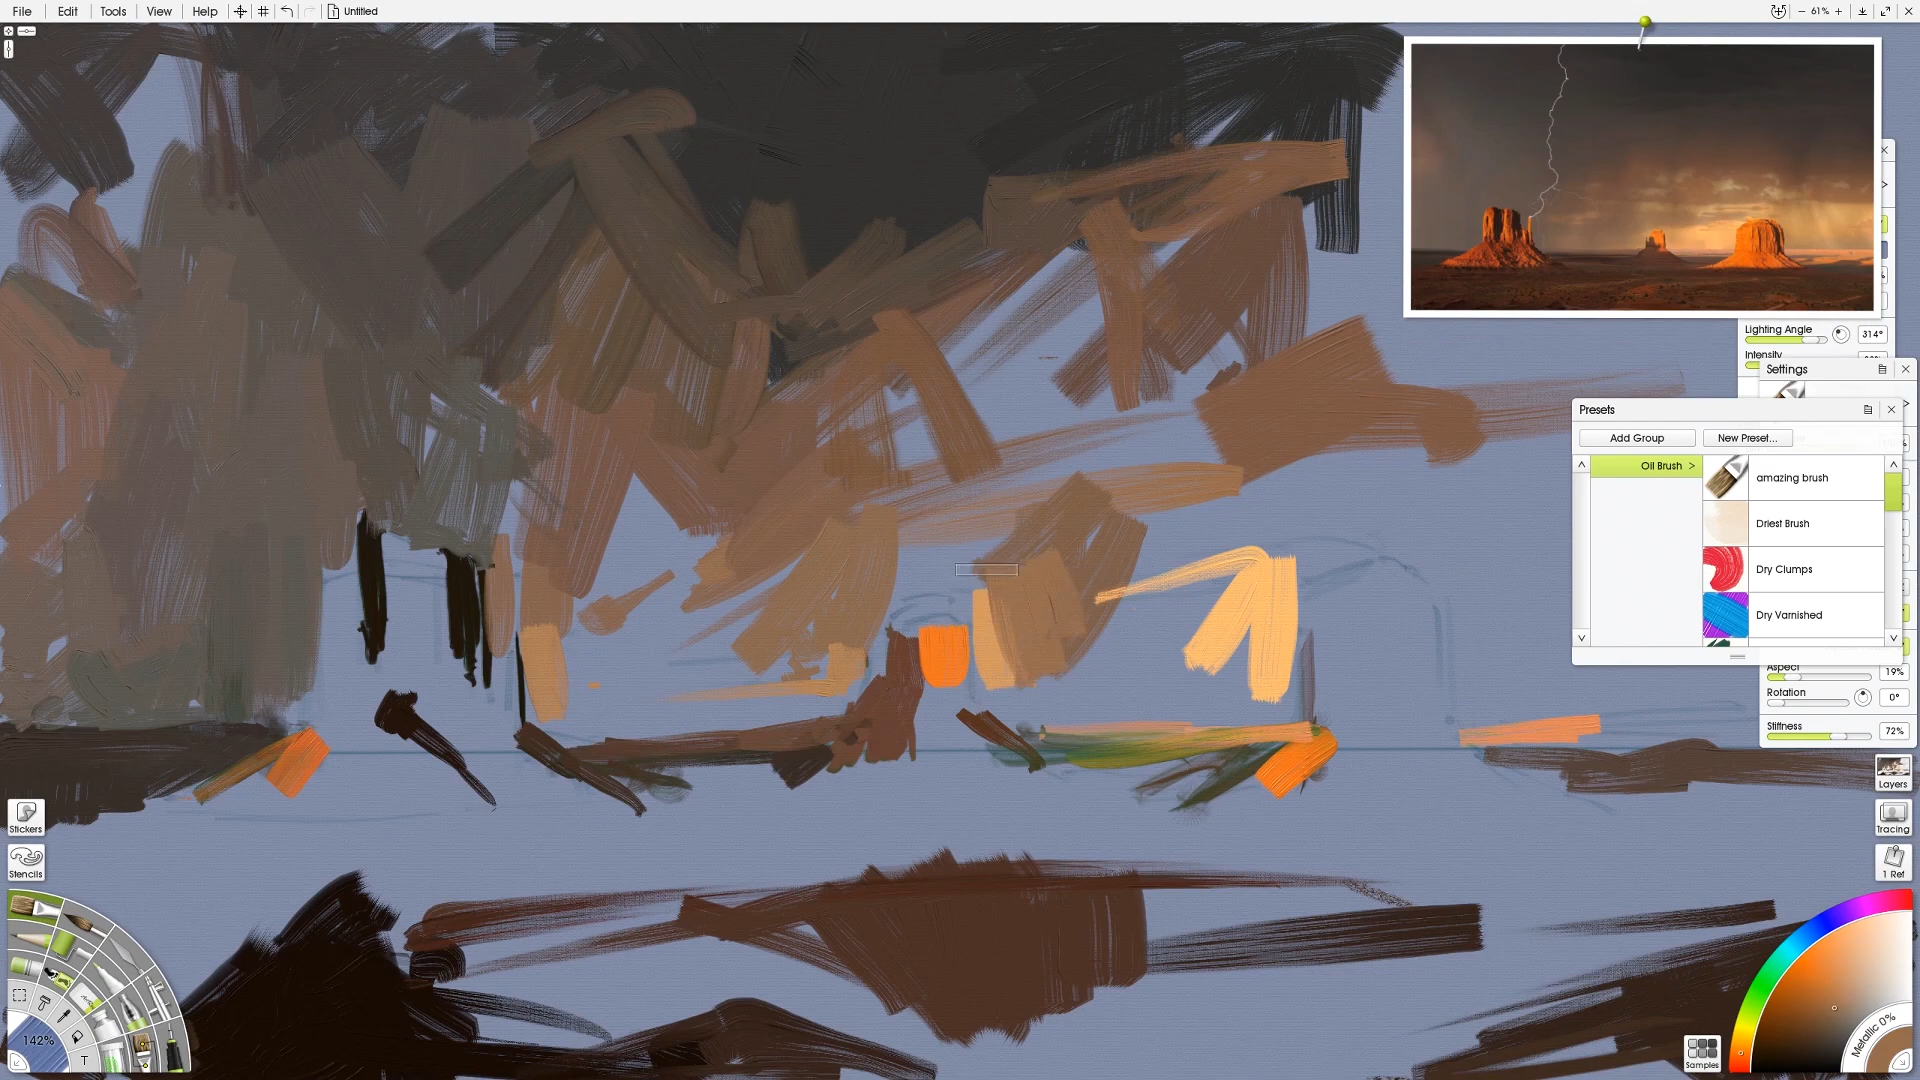 File Edit Tools View Help Untitled 61%
Lighting Angle 314°
Intensity
Settings
Presets
Add Group New Preset...
Oil Brush >
amazing brush
Driest Brush
Dry Clumps
Dry Varnished
Aspect 19%
Rotation 0°
Stiffness 72%
Layers
Tracing
1 Ref
Stickers
Stencils
142%
T
Metallic 0%
Samples